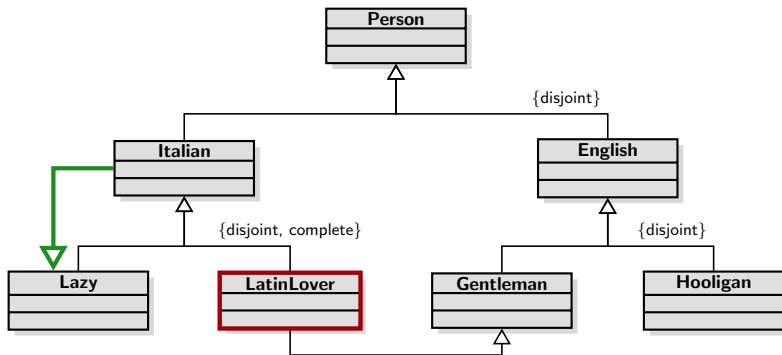 Person
{disjoint}
Italian
English
{disjoint, complete}
{disjoint}
Lazy
LatinLover
Gentleman
Hooligan